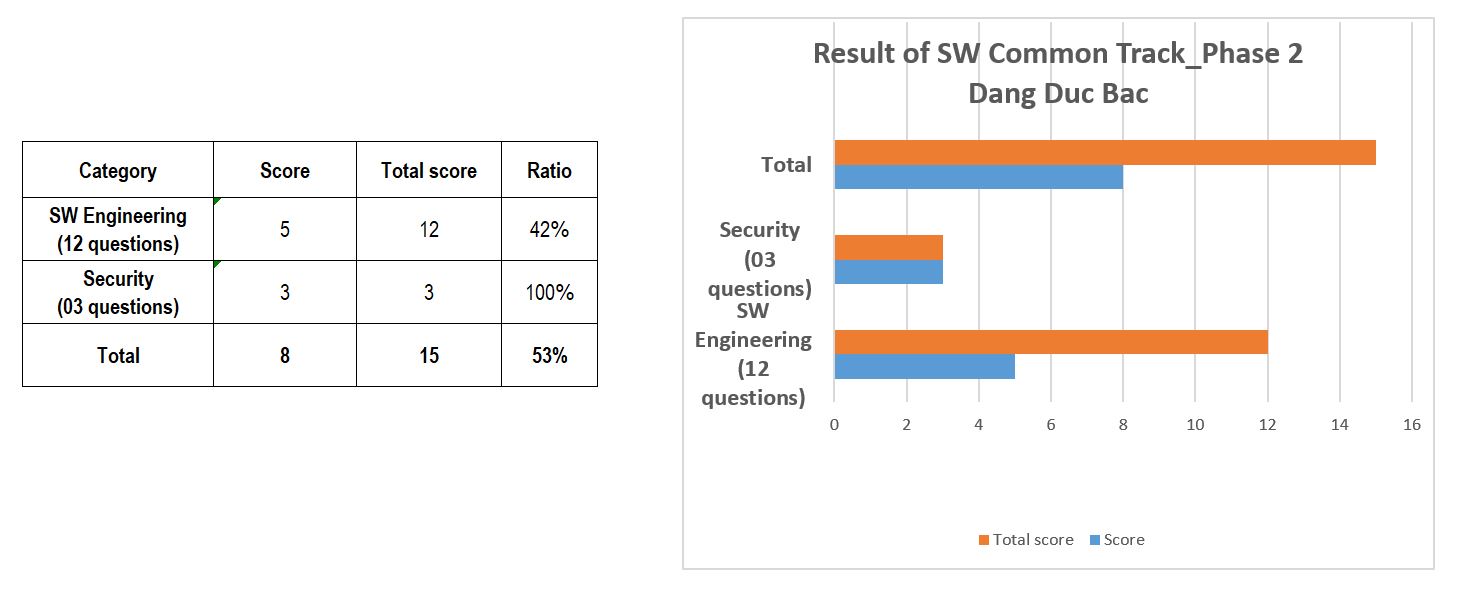 Category Score Total score Ratio
SW Engineering
(12 questions) 5 12 42%
Security
(03 questions) 3 3 100%
Total 8 15 53%
Result of SW Common Track_Phase 2
Dang Duc Bac
Total
Security
(03
questions)
SW
Engineering
(12
questions)
0 2 4 6 8 10 12 14 16
Total score Score